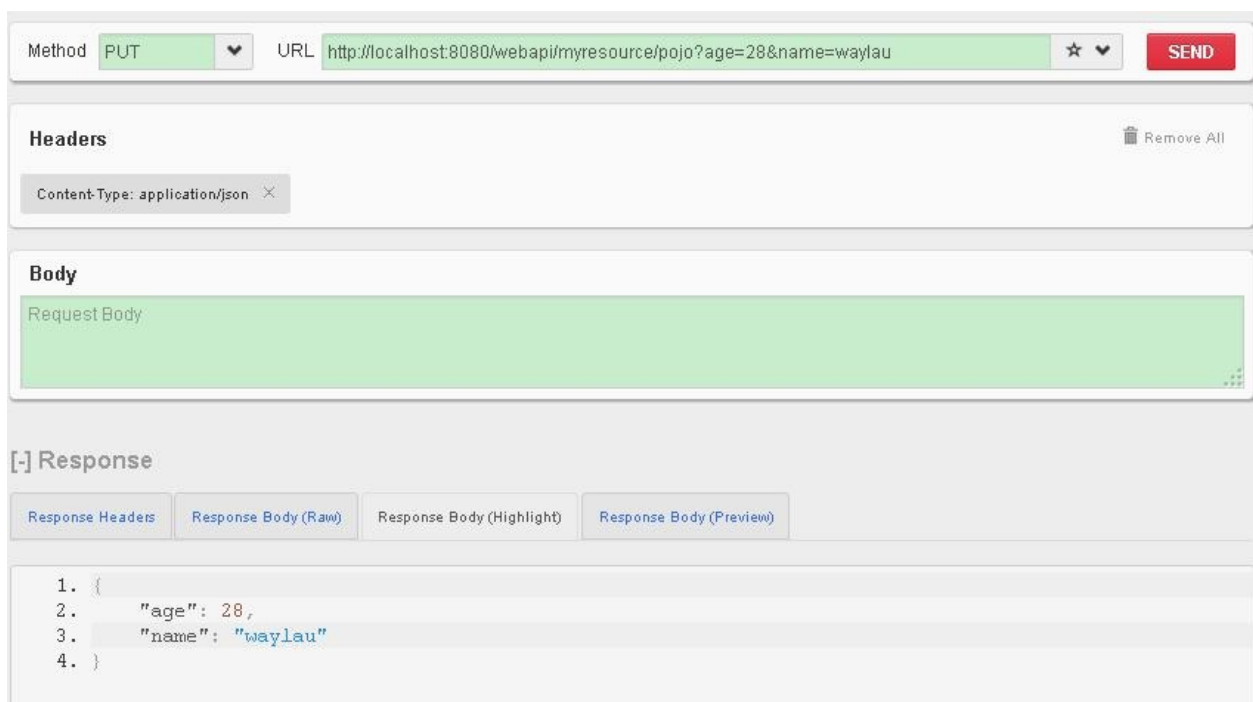 Method PUT URL http://localhost:8080/webapi/myresource/pojo?age=28&name=waylau SEND
Headers Remove All
Content-Type: application/json ×
Body
Request Body
[-] Response
Response Headers Response Body (Raw) Response Body (Highlight) Response Body (Preview)
1. {
2. "age": 28,
3. "name": "waylau"
4. }